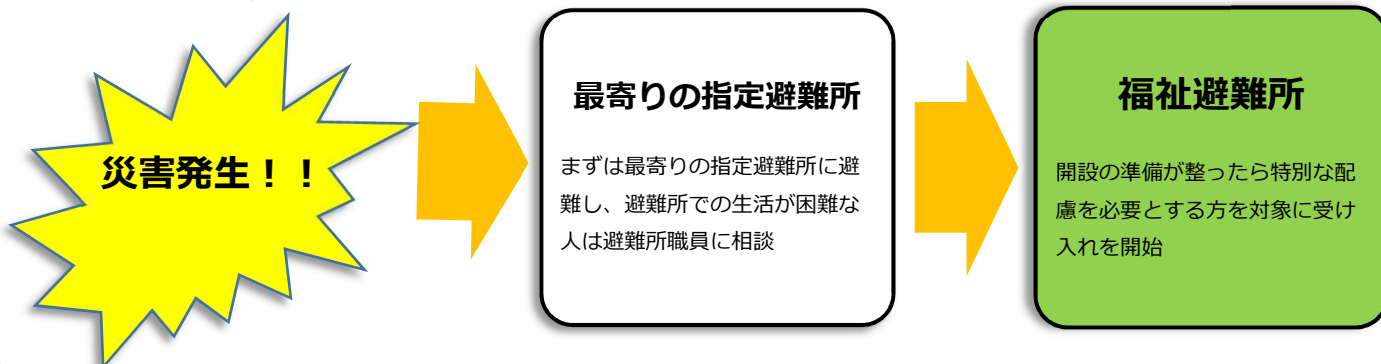 災害発生！！
最寄りの指定避難所
まずは最寄りの指定避難所に避
難し、避難所での生活が困難な
人は避難所職員に相談
福祉避難所
開設の準備が整ったら特別な配
慮を必要とする方を対象に受け
入れを開始